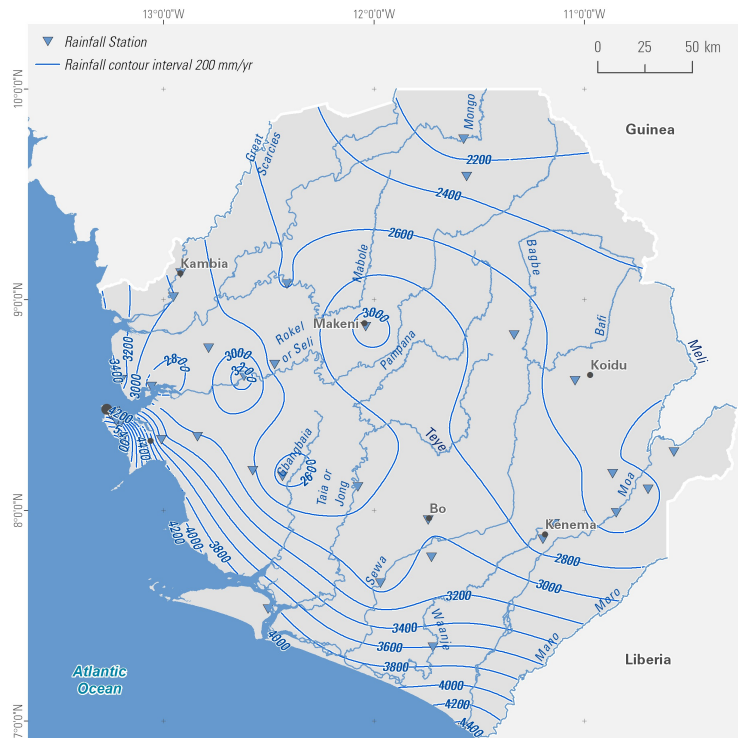 13°0'0"W
12°0'0"W
11°0'0"W
Rainfall Station
Rainfall contour interval 200 mm/yr
0 25 50 km
10°0'0"N
Guinea
Mongo
Great
Scarcies
2200
2400
2600
Mabole
Bagbe
Kambia
9°0'0"N
3000
Makeni
Rokel
or Seli
Pampana
Bafi
Meli
3400
3200
3000
2800
3000
3200
Koidu
4200
4400
Teye
2600
Taia or
Jong
Moa
8°0'0"N
Bo
Kenema
4200
4000
3800
2800
3000
Sewa
3200
Moro
Waanje
3400
3600
Mano
3800
4000
4000
4200
4400
Liberia
Atlantic
Ocean
7°0'0"N